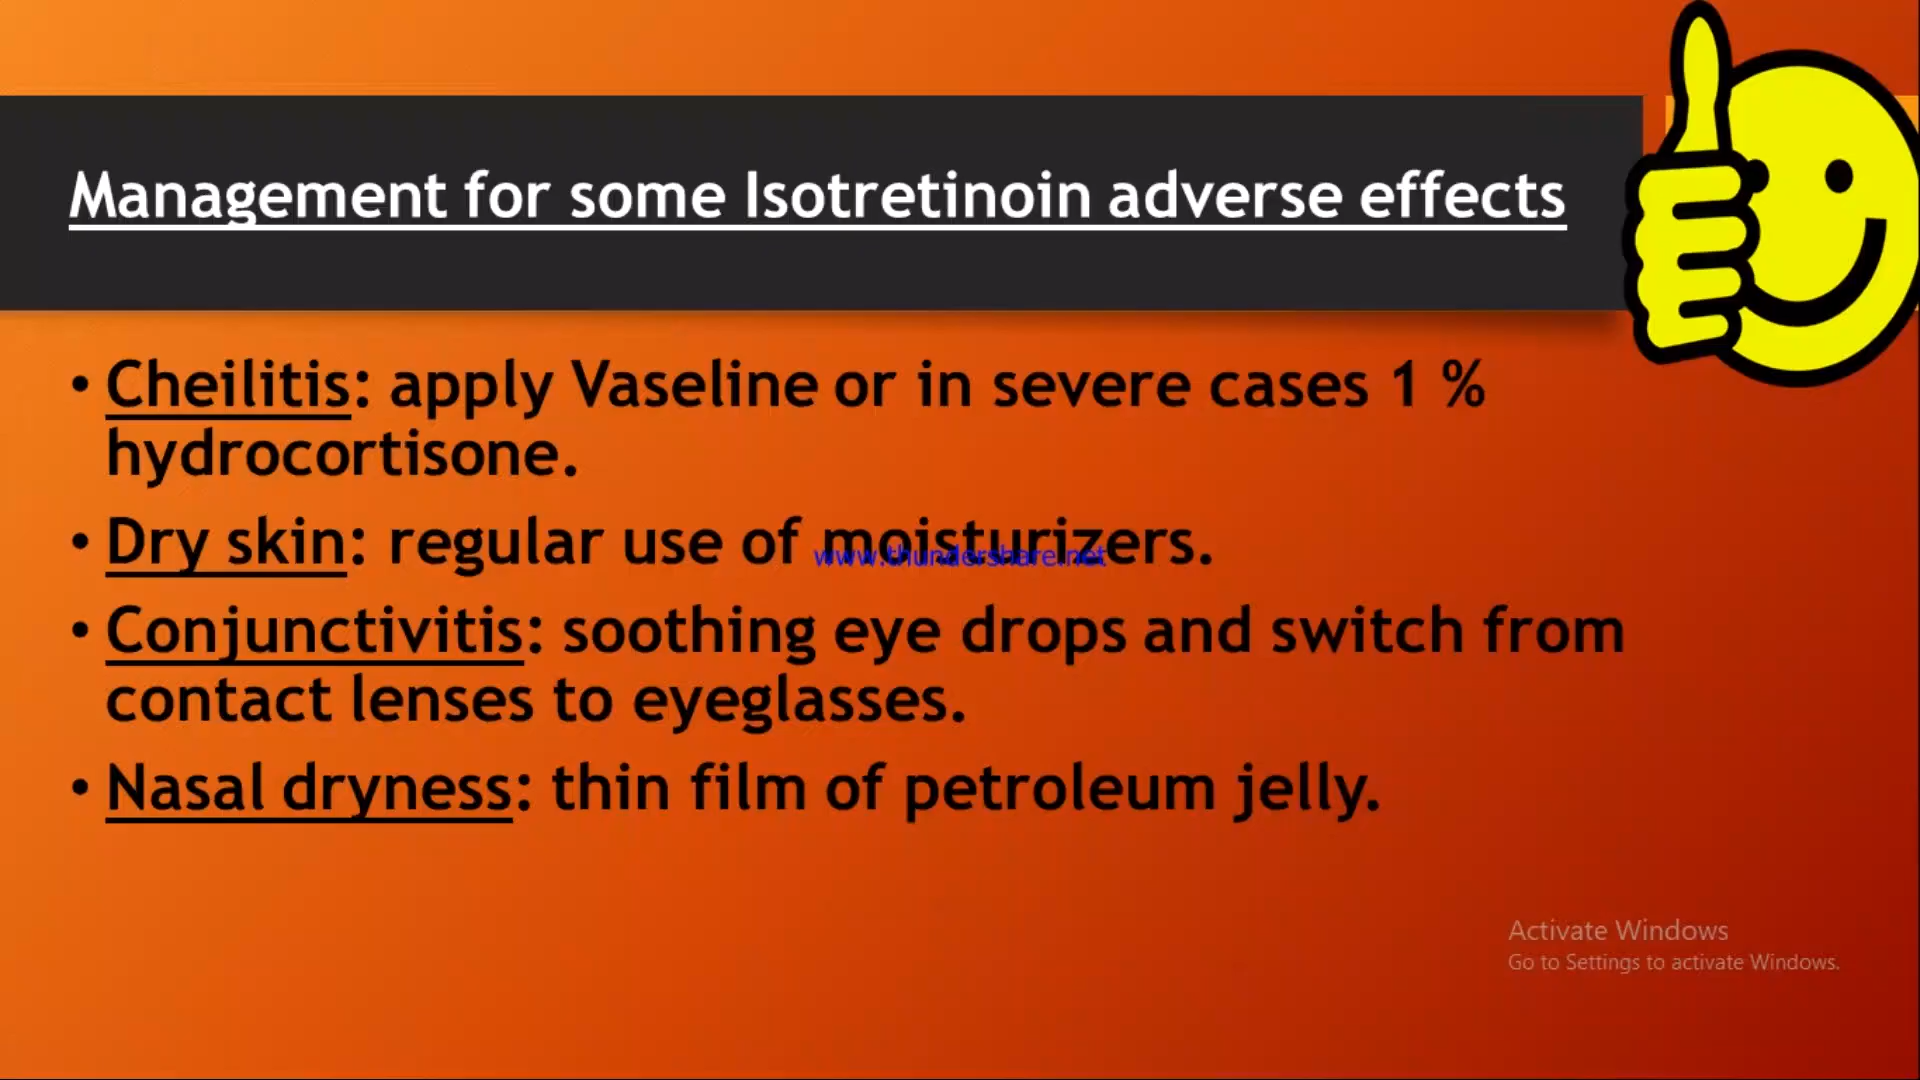 Management for some Isotretinoin adverse effects
• Cheilitis: apply Vaseline or in severe cases 1 %
hydrocortisone.
• Dry skin: regular use of moisturizers.
www.thundershare.net
• Conjunctivitis: soothing eye drops and switch from
contact lenses to eyeglasses.
• Nasal dryness: thin film of petroleum jelly.
Activate Windows
Go to Settings to activate Windows.